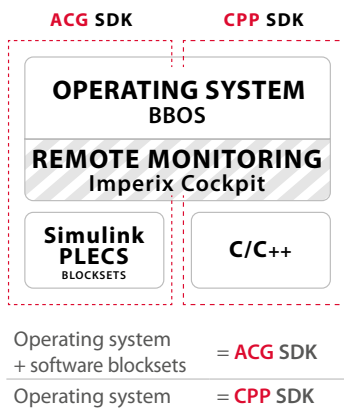 ACG SDK CPP SDK
OPERATING SYSTEM
BBOS
REMOTE MONITORING
Imperix Cockpit
Simulink
PLECS
BLOCKSETS
C/C++
Operating system
+ software blocksets
= ACG SDK
Operating system = CPP SDK